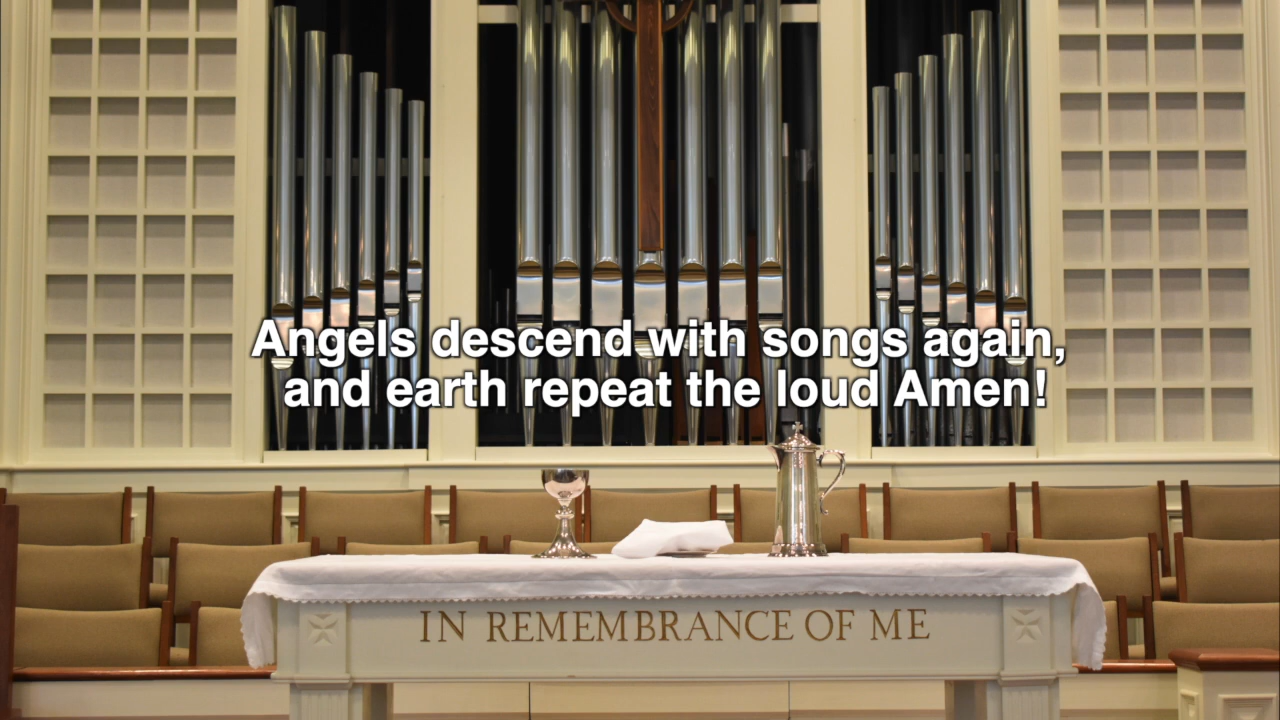 Angels descend with songs again,
and earth repeat the loud Amen!
IN REMEMBRANCE OF ME